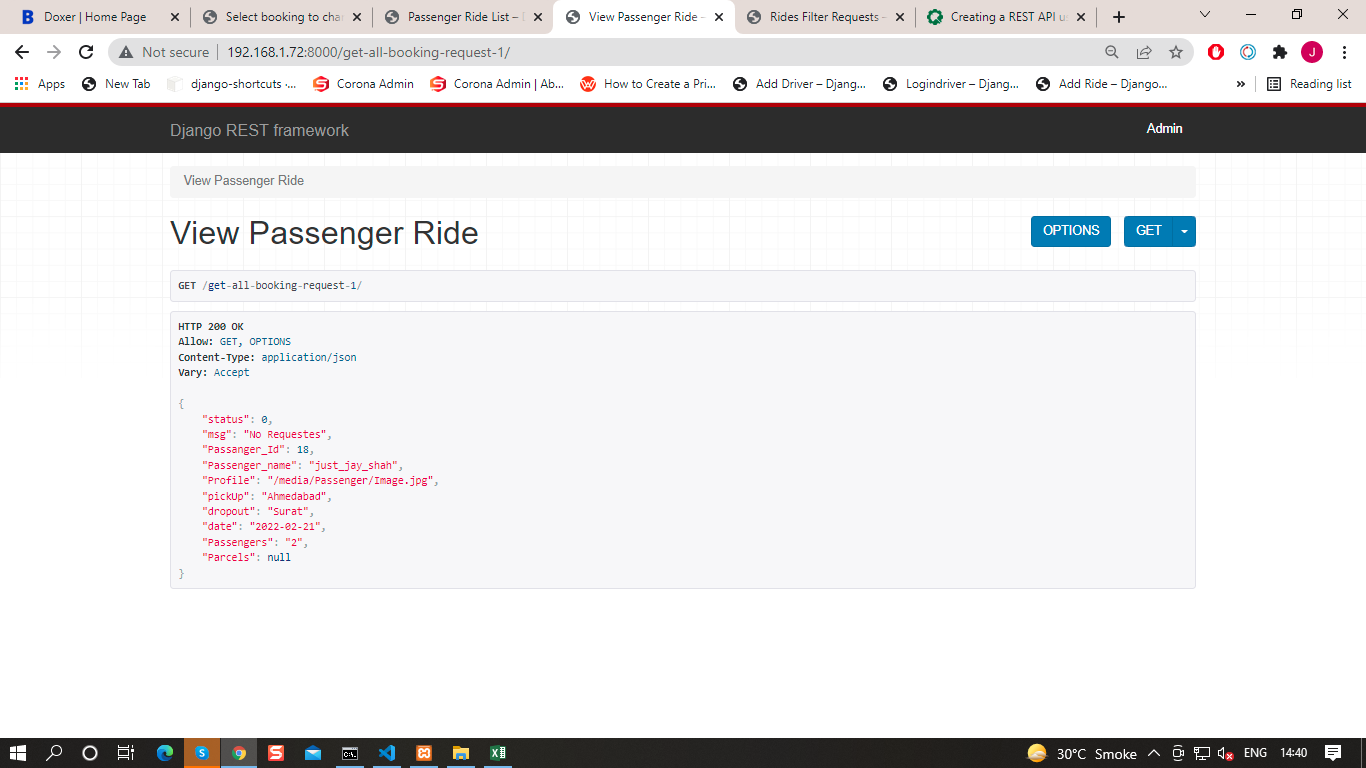 Doxer | Home Page
Select booking to cha
Passenger Ride List –
View Passenger Ride –
Rides Filter Requests –
Creating a REST API u
Not secure
192.168.1.72:8000/get-all-booking-request-1/
J
Apps
New Tab
django-shortcuts ·...
Corona Admin
Corona Admin | Ab...
How to Create a Pri...
Add Driver – Djang...
Logindriver – Djang...
Add Ride – Django...
»
Reading list
Django REST framework
Admin
View Passenger Ride
View Passenger Ride
OPTIONS
GET
GET /get-all-booking-request-1/
HTTP 200 OK
Allow: GET, OPTIONS
Content-Type: application/json
Vary: Accept
{
"status": 0,
"msg": "No Requestes",
"Passanger_Id": 18,
"Passenger_name": "just_jay_shah",
"Profile": "/media/Passenger/Image.jpg",
"pickUp": "Ahmedabad",
"dropout": "Surat",
"date": "2022-02-21",
"Passengers": "2",
"Parcels": null
}
30°C Smoke
ENG
14:40